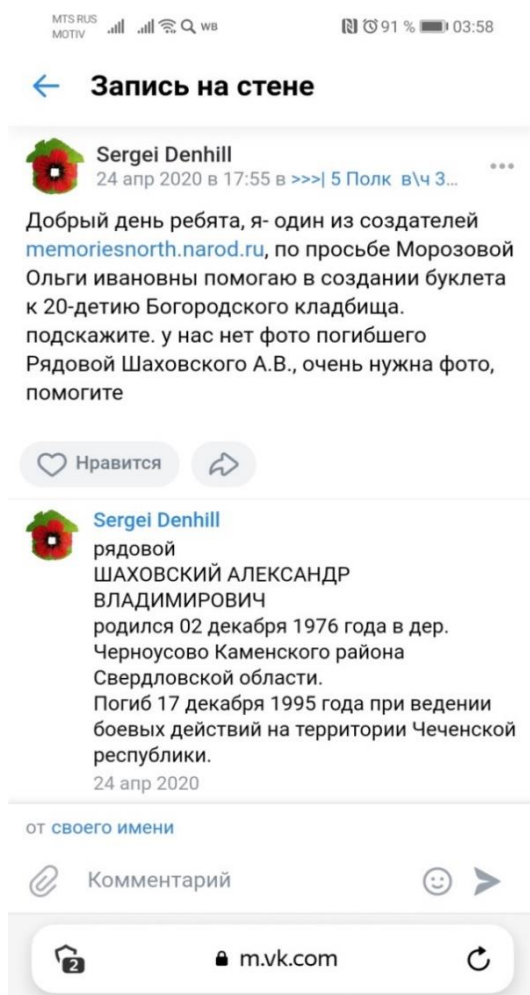 MTS RUS
MOTIV
WB
91 %
03:58
Запись на стене
Sergei Denhill
24 апр 2020 в 17:55 в >>>| 5 Полк в\ч 3...
Добрый день ребята, я- один из создателей
memoriesnorth.narod.ru, по просьбе Морозовой
Ольги ивановны помогаю в создании буклета
к 20-детию Богородского кладбища.
подскажите. у нас нет фото погибшего
Рядовой Шаховского А.В., очень нужна фото,
помогите
Нравится
Sergei Denhill
рядовой
ШАХОВСКИЙ АЛЕКСАНДР
ВЛАДИМИРОВИЧ
родился 02 декабря 1976 года в дер.
Черноусово Каменского района
Свердловской области.
Погиб 17 декабря 1995 года при ведении
боевых действий на территории Чеченской
республики.
24 апр 2020
от своего имени
Комментарий
2
m.vk.com